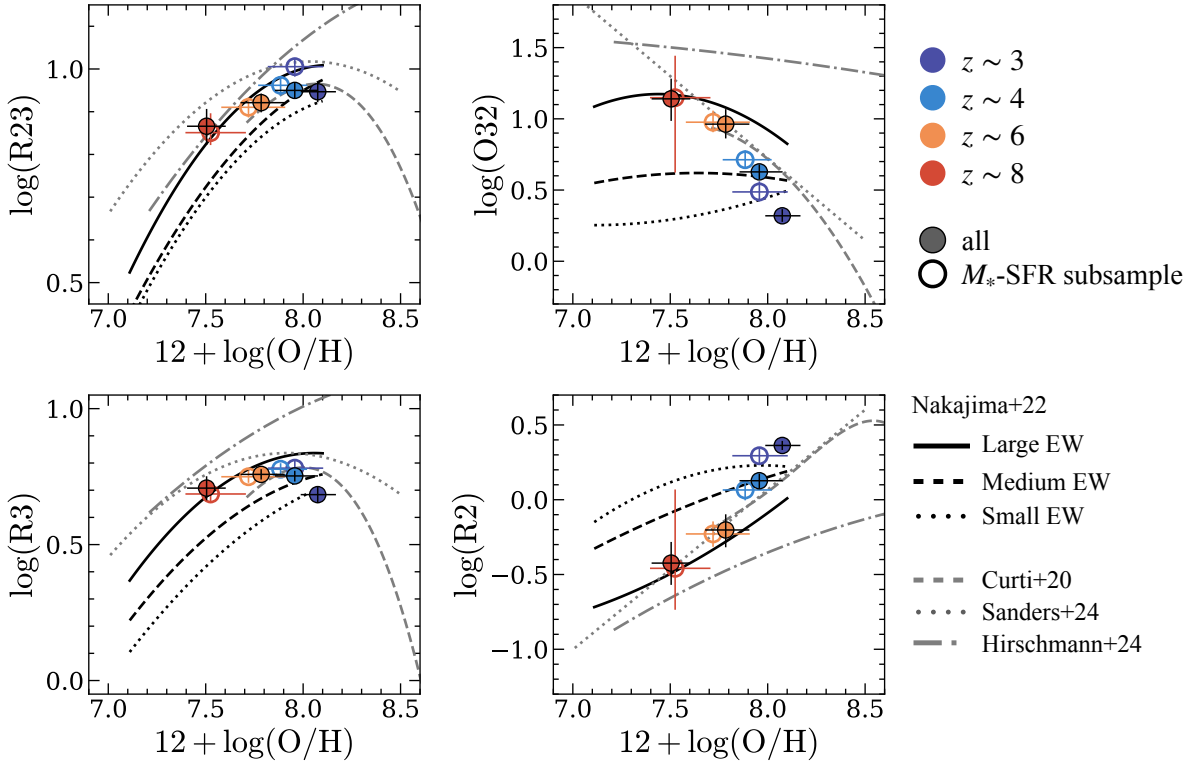 1.0
0.5
log(R23)
7.0 7.5 8.0 8.5
12 + log(O/H)
1.5
1.0
0.5
0.0
log(O32)
7.0 7.5 8.0 8.5
12 + log(O/H)
z ∼ 3
z ∼ 4
z ∼ 6
z ∼ 8
all
M*-SFR subsample
1.0
0.5
0.0
log(R3)
7.0 7.5 8.0 8.5
12 + log(O/H)
0.5
0.0
−0.5
−1.0
log(R2)
7.0 7.5 8.0 8.5
12 + log(O/H)
Nakajima+22
Large EW
Medium EW
Small EW
Curti+20
Sanders+24
Hirschmann+24